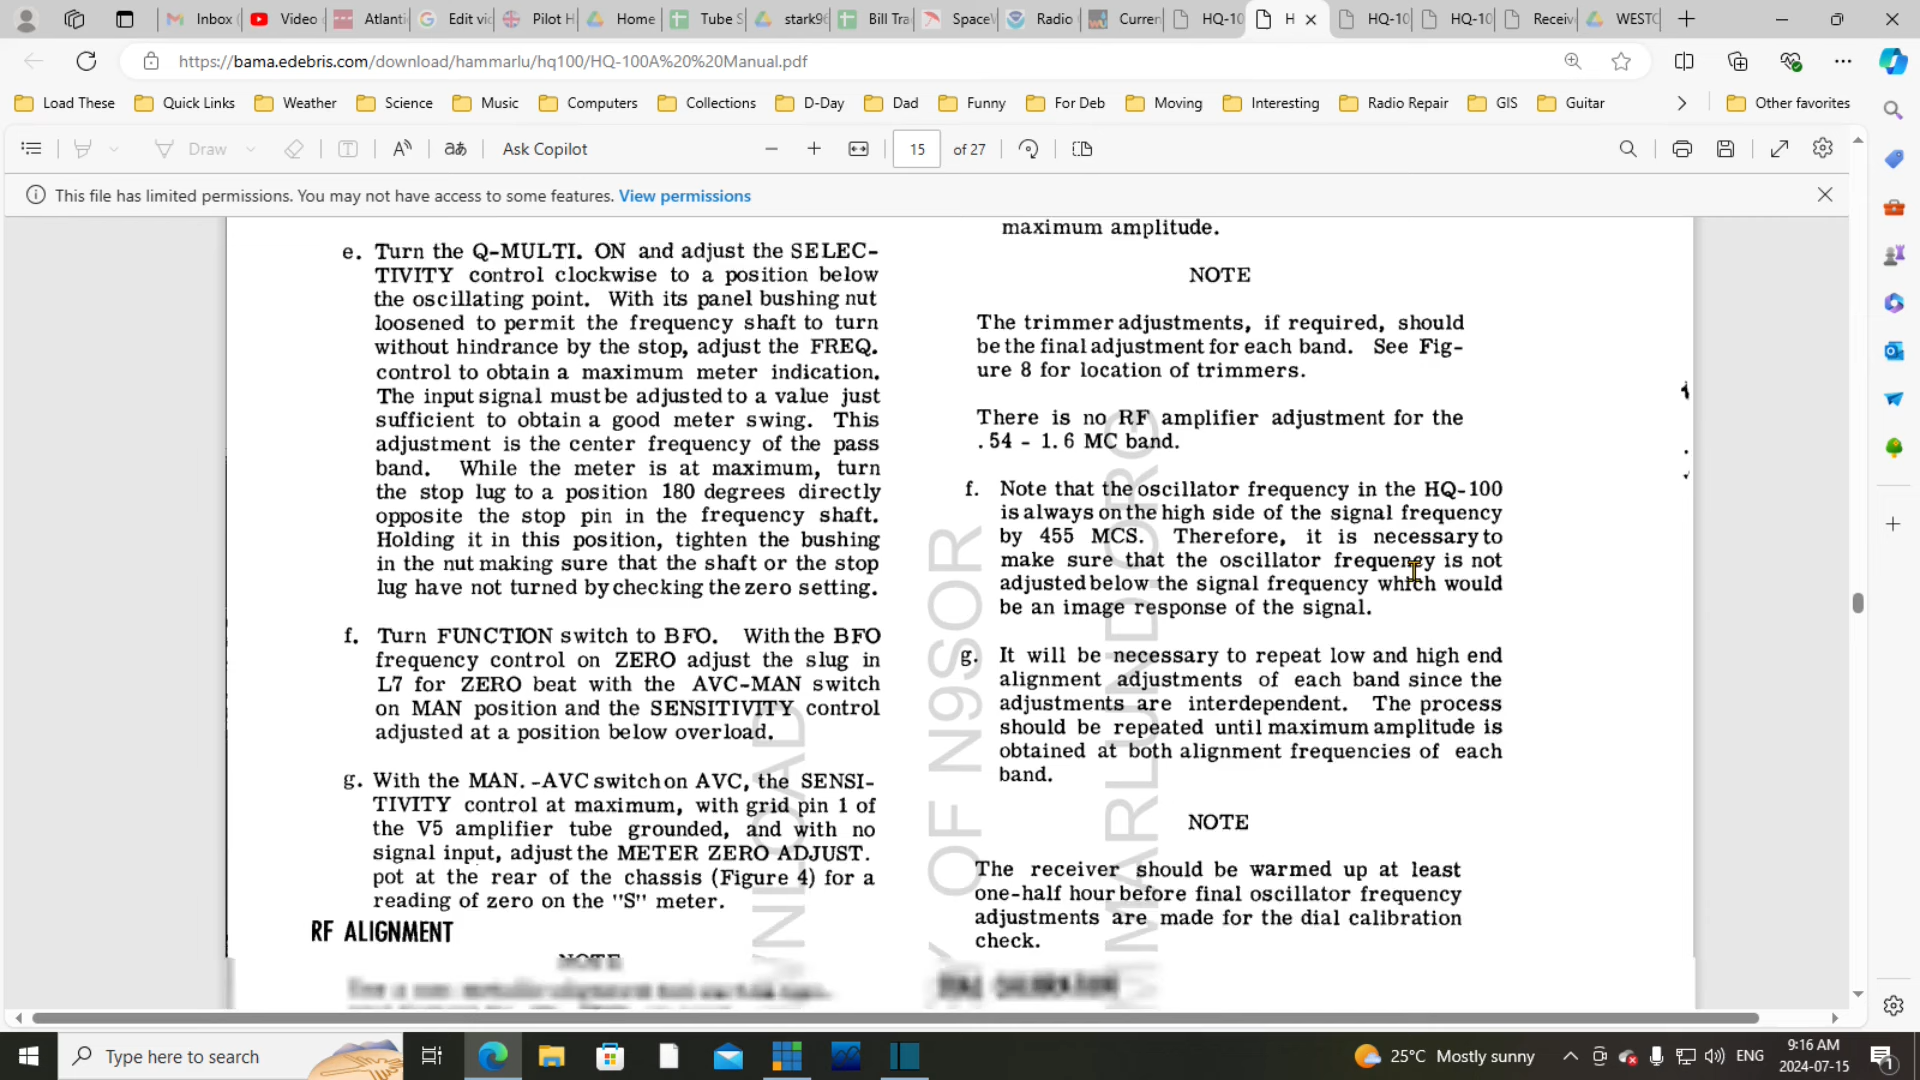 Inbox (
Video
Atlanti
Edit vi
Pilot H
Home
Tube S
stark96
Bill Tra
SpaceW
Radio
Curren
HQ-10
H
HQ-10
HQ-10
Receiv
WESTC
https://bama.edebris.com/download/hammarlu/hq100/HQ-100A%20%20Manual.pdf
Load These
Quick Links
Weather
Science
Music
Computers
Collections
D-Day
Dad
Funny
For Deb
Moving
Interesting
Radio Repair
GIS
Guitar
Other favorites
Draw
Ask Copilot
15
of 27
This file has limited permissions. You may not have access to some features. View permissions
e. Turn the Q-MULTI. ON and adjust the SELEC-
TIVITY control clockwise to a position below
the oscillating point. With its panel bushing nut
loosened to permit the frequency shaft to turn
without hindrance by the stop, adjust the FREQ.
control to obtain a maximum meter indication.
The input signal must be adjusted to a value just
sufficient to obtain a good meter swing. This
adjustment is the center frequency of the pass
band. While the meter is at maximum, turn
the stop lug to a position 180 degrees directly
opposite the stop pin in the frequency shaft.
Holding it in this position, tighten the bushing
in the nut making sure that the shaft or the stop
lug have not turned by checking the zero setting.
f. Turn FUNCTION switch to BFO. With the BFO
frequency control on ZERO adjust the slug in
L7 for ZERO beat with the AVC-MAN switch
on MAN position and the SENSITIVITY control
adjusted at a position below overload.
g. With the MAN. -AVC switch on AVC, the SENSI-
TIVITY control at maximum, with grid pin 1 of
the V5 amplifier tube grounded, and with no
signal input, adjust the METER ZERO ADJUST.
pot at the rear of the chassis (Figure 4) for a
reading of zero on the "S" meter.
RF ALIGNMENT
NOTE
maximum amplitude.
NOTE
The trimmer adjustments, if required, should
be the final adjustment for each band. See Fig-
ure 8 for location of trimmers.
There is no RF amplifier adjustment for the
.54 - 1.6 MC band.
f. Note that the oscillator frequency in the HQ-100
is always on the high side of the signal frequency
by 455 MCS. Therefore, it is necessary to
make sure that the oscillator frequency is not
adjusted below the signal frequency which would
be an image response of the signal.
g. It will be necessary to repeat low and high end
alignment adjustments of each band since the
adjustments are interdependent. The process
should be repeated until maximum amplitude is
obtained at both alignment frequencies of each
band.
NOTE
The receiver should be warmed up at least
one-half hour before final oscillator frequency
adjustments are made for the dial calibration
check.
NLOAD
Y OF N9SOR
MMARLUND.ORG
Type here to search
25°C Mostly sunny
ENG
9:16 AM
2024-07-15
1